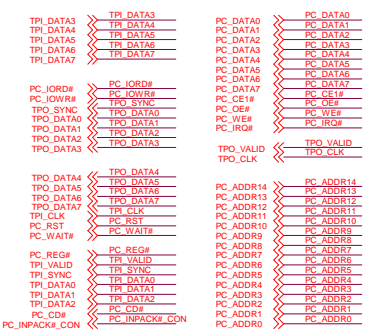 TPI_DATA3 TPI_DATA3
TPI_DATA4 TPI_DATA4
TPI_DATA5 TPI_DATA5
TPI_DATA6 TPI_DATA6
TPI_DATA7 TPI_DATA7
PC_IORD# PC_IORD#
PC_IOWR# PC_IOWR#
TPO_SYNC TPO_SYNC
TPO_DATA0 TPO_DATA0
TPO_DATA1 TPO_DATA1
TPO_DATA2 TPO_DATA2
TPO_DATA3 TPO_DATA3
TPO_DATA4 TPO_DATA4
TPO_DATA5 TPO_DATA5
TPO_DATA6 TPO_DATA6
TPO_DATA7 TPO_DATA7
TPI_CLK TPI_CLK
PC_RST PC_RST
PC_WAIT# PC_WAIT#
PC_REG# PC_REG#
TPI_VALID TPI_VALID
TPI_SYNC TPI_SYNC
TPI_DATA0 TPI_DATA0
TPI_DATA1 TPI_DATA1
TPI_DATA2 TPI_DATA2
PC_CD# PC_CD#
PC_INPACK#_CON PC_INPACK#_CON
PC_DATA0 PC_DATA0
PC_DATA1 PC_DATA1
PC_DATA2 PC_DATA2
PC_DATA3 PC_DATA3
PC_DATA4 PC_DATA4
PC_DATA5 PC_DATA5
PC_DATA6 PC_DATA6
PC_DATA7 PC_DATA7
PC_CE1# PC_CE1#
PC_OE# PC_OE#
PC_WE# PC_WE#
PC_IRQ# PC_IRQ#
TPO_VALID TPO_VALID
TPO_CLK TPO_CLK
PC_ADDR14 PC_ADDR14
PC_ADDR13 PC_ADDR13
PC_ADDR12 PC_ADDR12
PC_ADDR11 PC_ADDR11
PC_ADDR10 PC_ADDR10
PC_ADDR9 PC_ADDR9
PC_ADDR8 PC_ADDR8
PC_ADDR7 PC_ADDR7
PC_ADDR6 PC_ADDR6
PC_ADDR5 PC_ADDR5
PC_ADDR4 PC_ADDR4
PC_ADDR3 PC_ADDR3
PC_ADDR2 PC_ADDR2
PC_ADDR1 PC_ADDR1
PC_ADDR0 PC_ADDR0